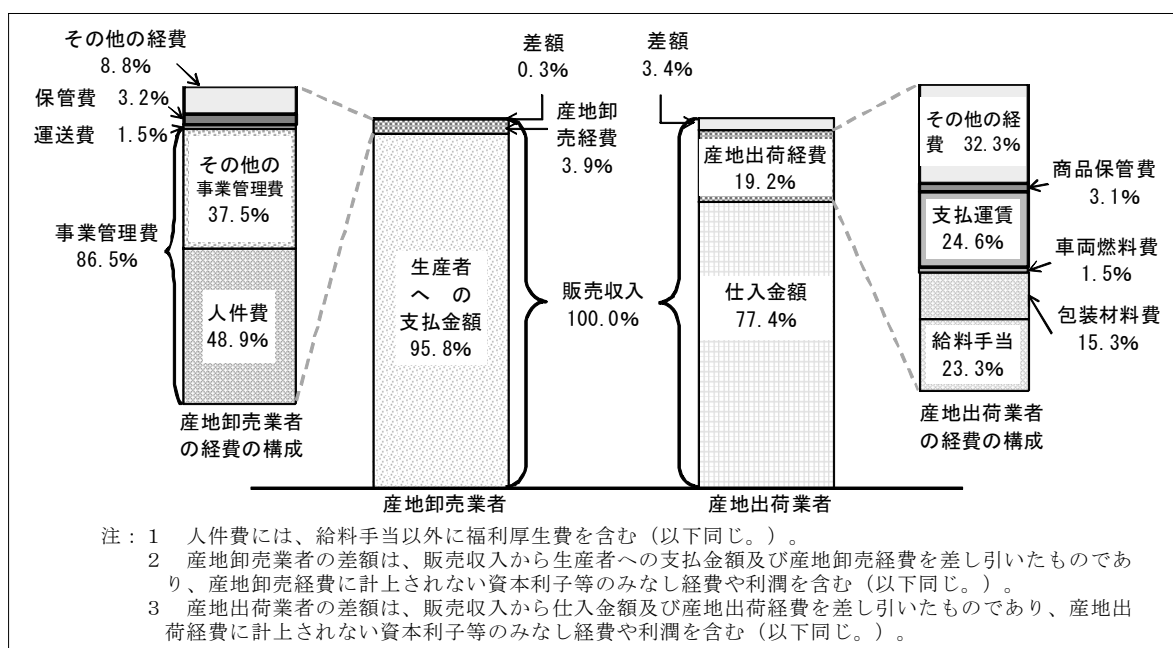 その他の経費
8.8%
保管費 3.2%
運送費 1.5%
その他の
事業管理費
37.5%
事業管理費
86.5%
人件費
48.9%
産地卸売業者
の経費の構成
差額
0.3%
産地卸
売経費
3.9%
生産者
へ の
支払金額
95.8%
産地卸売業者
販売収入
100.0%
差額
3.4%
産地出荷経費
19.2%
仕入金額
77.4%
産地出荷業者
その他の経
費 32.3%
商品保管費
3.1%
支払運賃
24.6%
車両燃料費
1.5%
包装材料費
15.3%
給料手当
23.3%
産地出荷業者
の経費の構成
注:1 人件費には、給料手当以外に福利厚生費を含む(以下同じ。)。
2 産地卸売業者の差額は、販売収入から生産者への支払金額及び産地卸売経費を差し引いたものであ
り、産地卸売経費に計上されない資本利子等のみなし経費や利潤を含む(以下同じ。)。
3 産地出荷業者の差額は、販売収入から仕入金額及び産地出荷経費を差し引いたものであり、産地出
荷経費に計上されない資本利子等のみなし経費や利潤を含む(以下同じ。)。